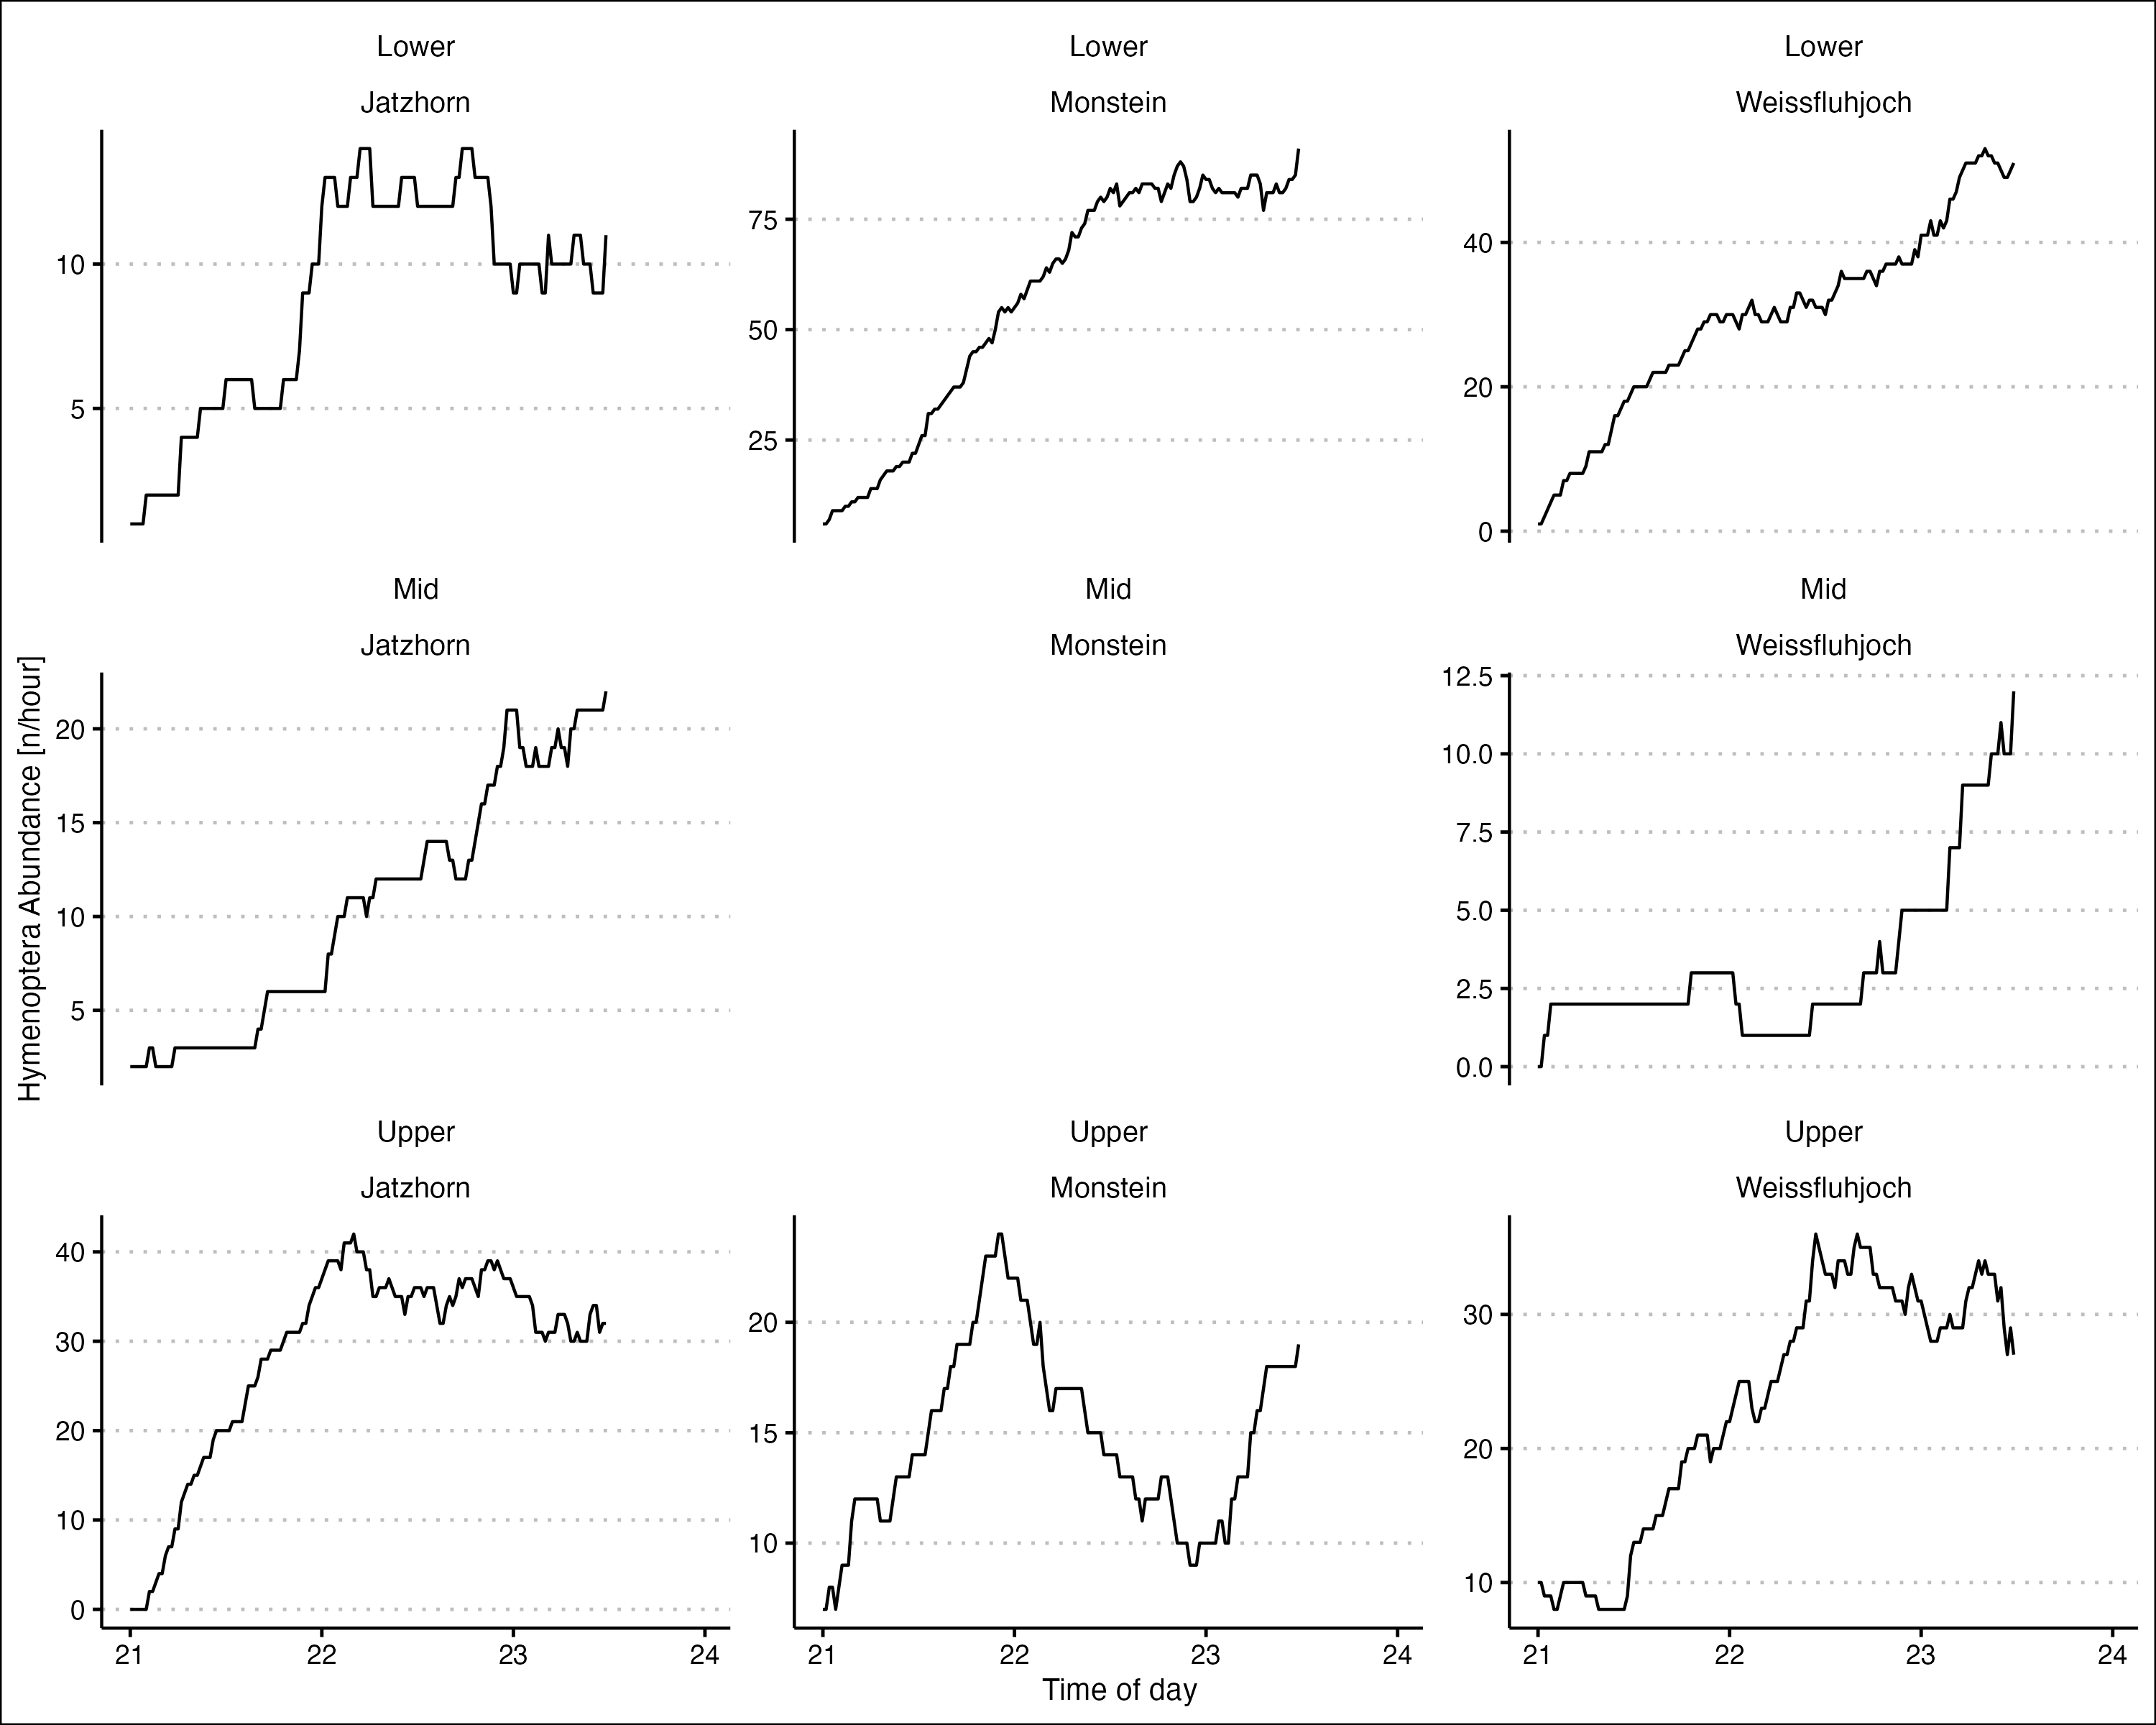 Lower
Jatzhorn
10
5
Lower
Monstein
75
50
25
Lower
Weissfluhjoch
40
20
0
Hymenoptera Abundance [n/hour]
Mid
Jatzhorn
20
15
10
5
Mid
Monstein
Mid
Weissfluhjoch
12.5
10.0
7.5
5.0
2.5
0.0
Upper
Jatzhorn
40
30
20
10
0
21 22 23 24
Upper
Monstein
20
15
10
21 22 23 24
Upper
Weissfluhjoch
30
20
10
21 22 23 24
Time of day